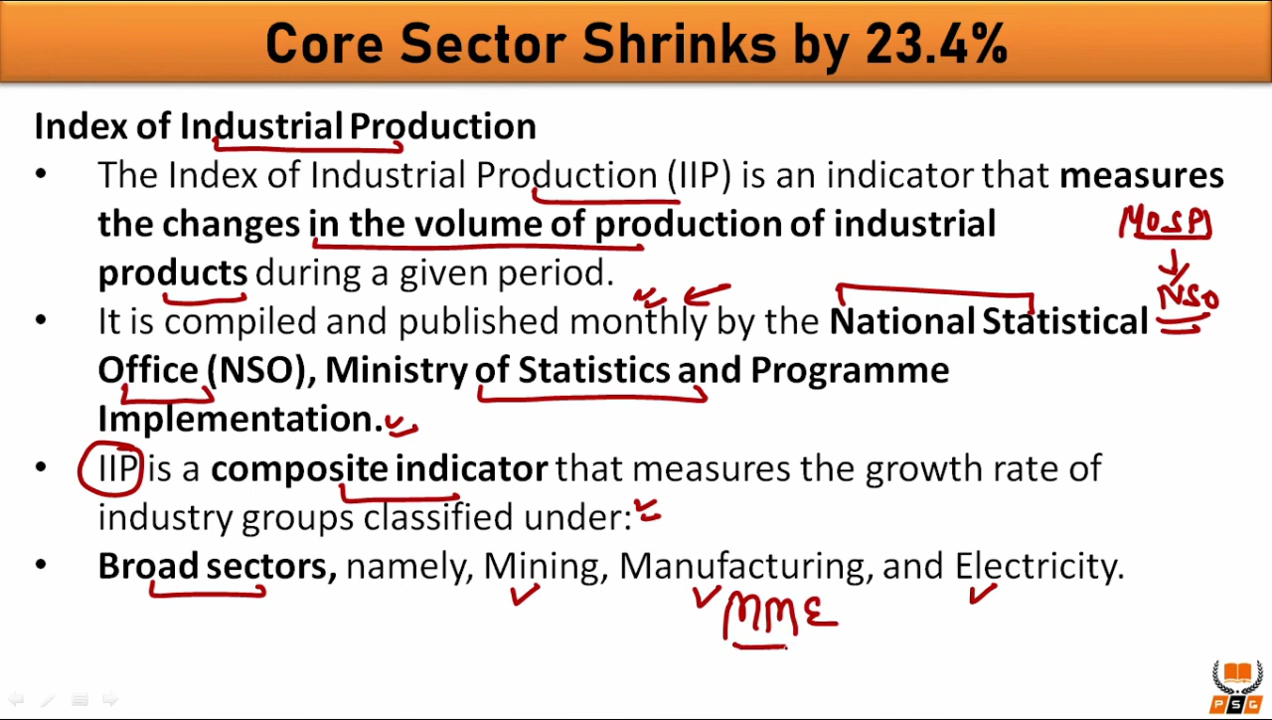 Core Sector Shrinks by 23.4%
Index of Industrial Production
• The Index of Industrial Production (IIP) is an indicator that measures
the changes in the volume of production of industrial
products during a given period.
MOSPI
NSO
• It is compiled and published monthly by the National Statistical
Office (NSO), Ministry of Statistics and Programme
Implementation.
• IIP is a composite indicator that measures the growth rate of
industry groups classified under:
• Broad sectors, namely, Mining, Manufacturing, and Electricity.
MME
PSG